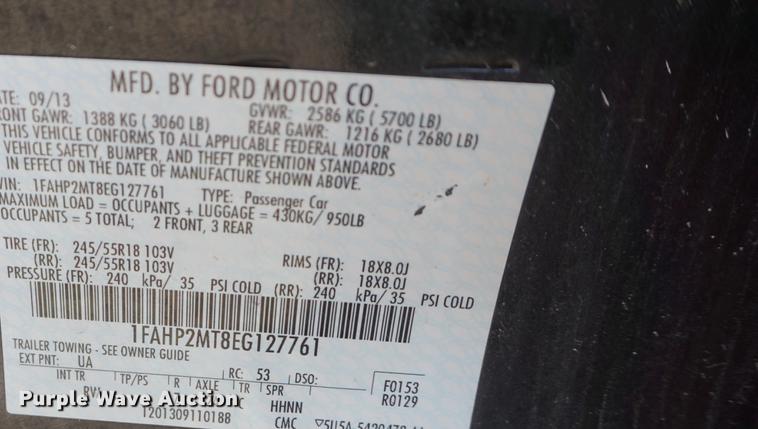 MFD. BY FORD MOTOR CO.
09/13 GVWR: 2586 KG ( 5700 LB)
GAWR: 1388 KG ( 3060 LB) REAR GAWR: 1216 KG ( 2680 LB)
THIS VEHICLE CONFORMS TO ALL APPLICABLE FEDERAL MOTOR
VEHICLE SAFETY, BUMPER, AND THEFT PREVENTION STANDARDS
IN EFFECT ON THE DATE OF MANUFACTURE SHOWN ABOVE.
VIN: 1FAHP2MT8EG127761 TYPE: Passenger Car
MAXIMUM LOAD = OCCUPANTS + LUGGAGE = 430KG/ 950LB
OCCUPANTS = 5 TOTAL; 2 FRONT, 3 REAR
TIRE (FR): 245/55R18 103V RIMS (FR): 18X8.0J
(RR): 245/55R18 103V (RR): 18X8.0J
PRESSURE (FR): 240 kPa/ 35 PSI COLD (RR): 240 kPa/ 35 PSI COLD
1FAHP2MT8EG127761
TRAILER TOWING - SEE OWNER GUIDE
EXT PNT: UA RC: 53 DSO: F0153
INT TR TP/PS R AXLE TR SPR R0129
HHNN
T201309110188 CMC
Purple Wave Auction